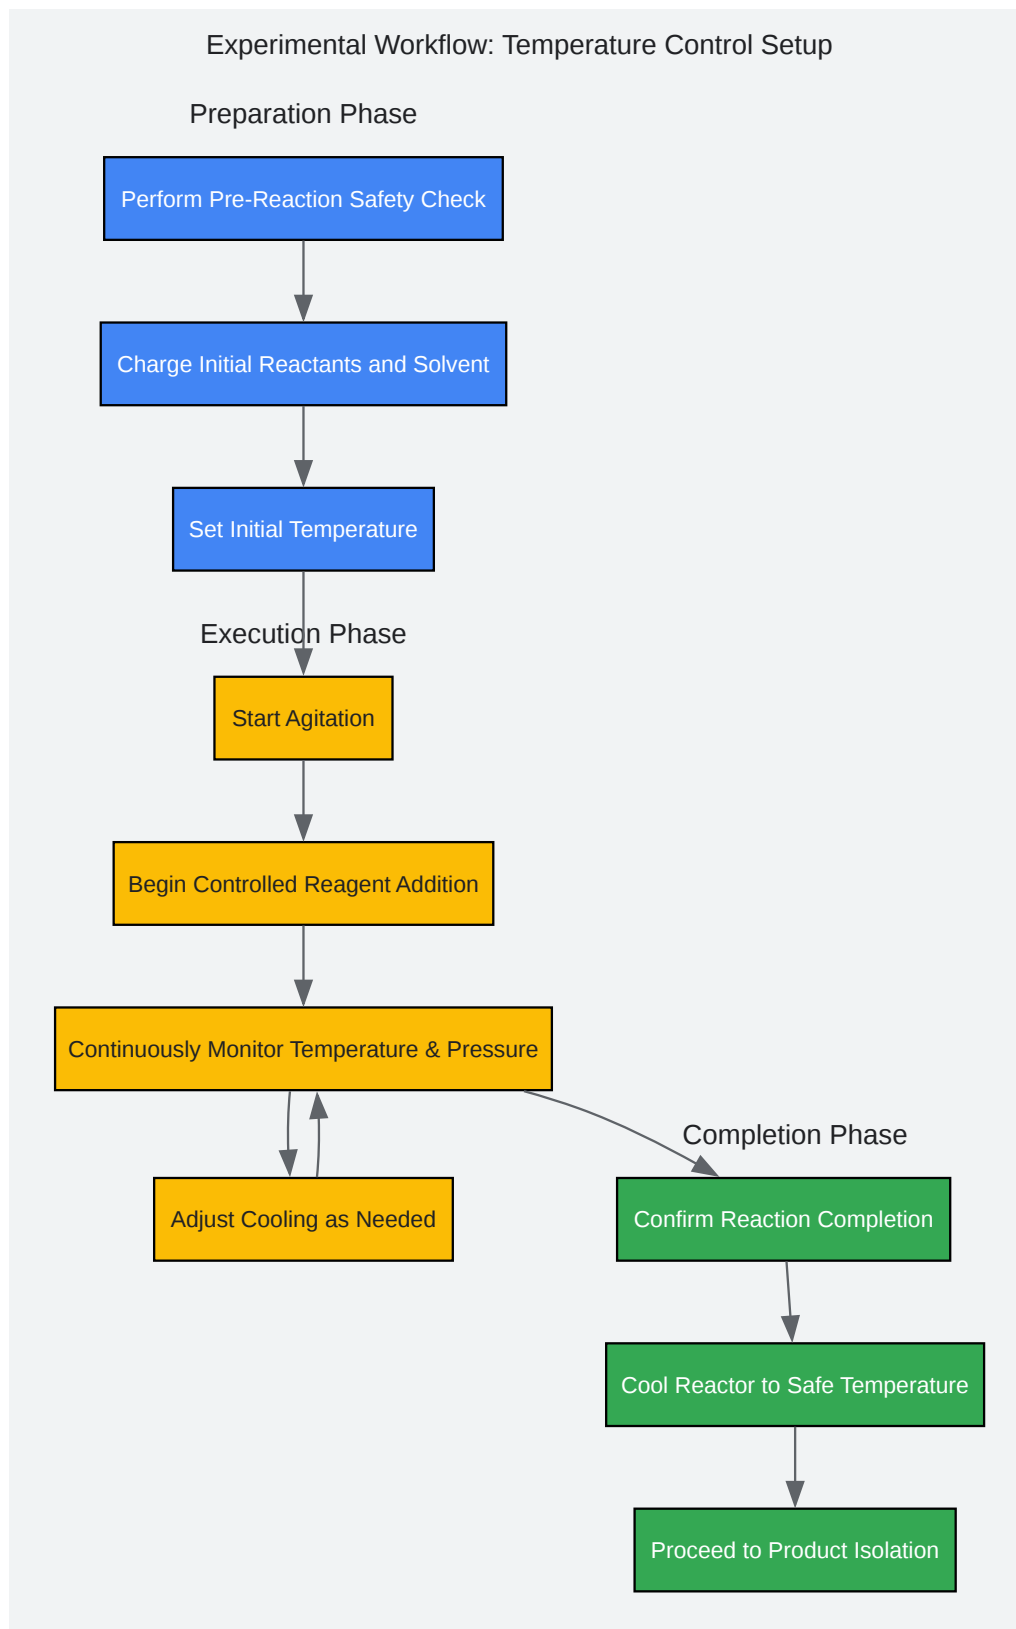 Experimental Workflow: Temperature Control Setup
Preparation Phase
Perform Pre-Reaction Safety Check
Charge Initial Reactants and Solvent
Set Initial Temperature
Execution Phase
Start Agitation
Begin Controlled Reagent Addition
Continuously Monitor Temperature & Pressure
Adjust Cooling as Needed
Completion Phase
Confirm Reaction Completion
Cool Reactor to Safe Temperature
Proceed to Product Isolation